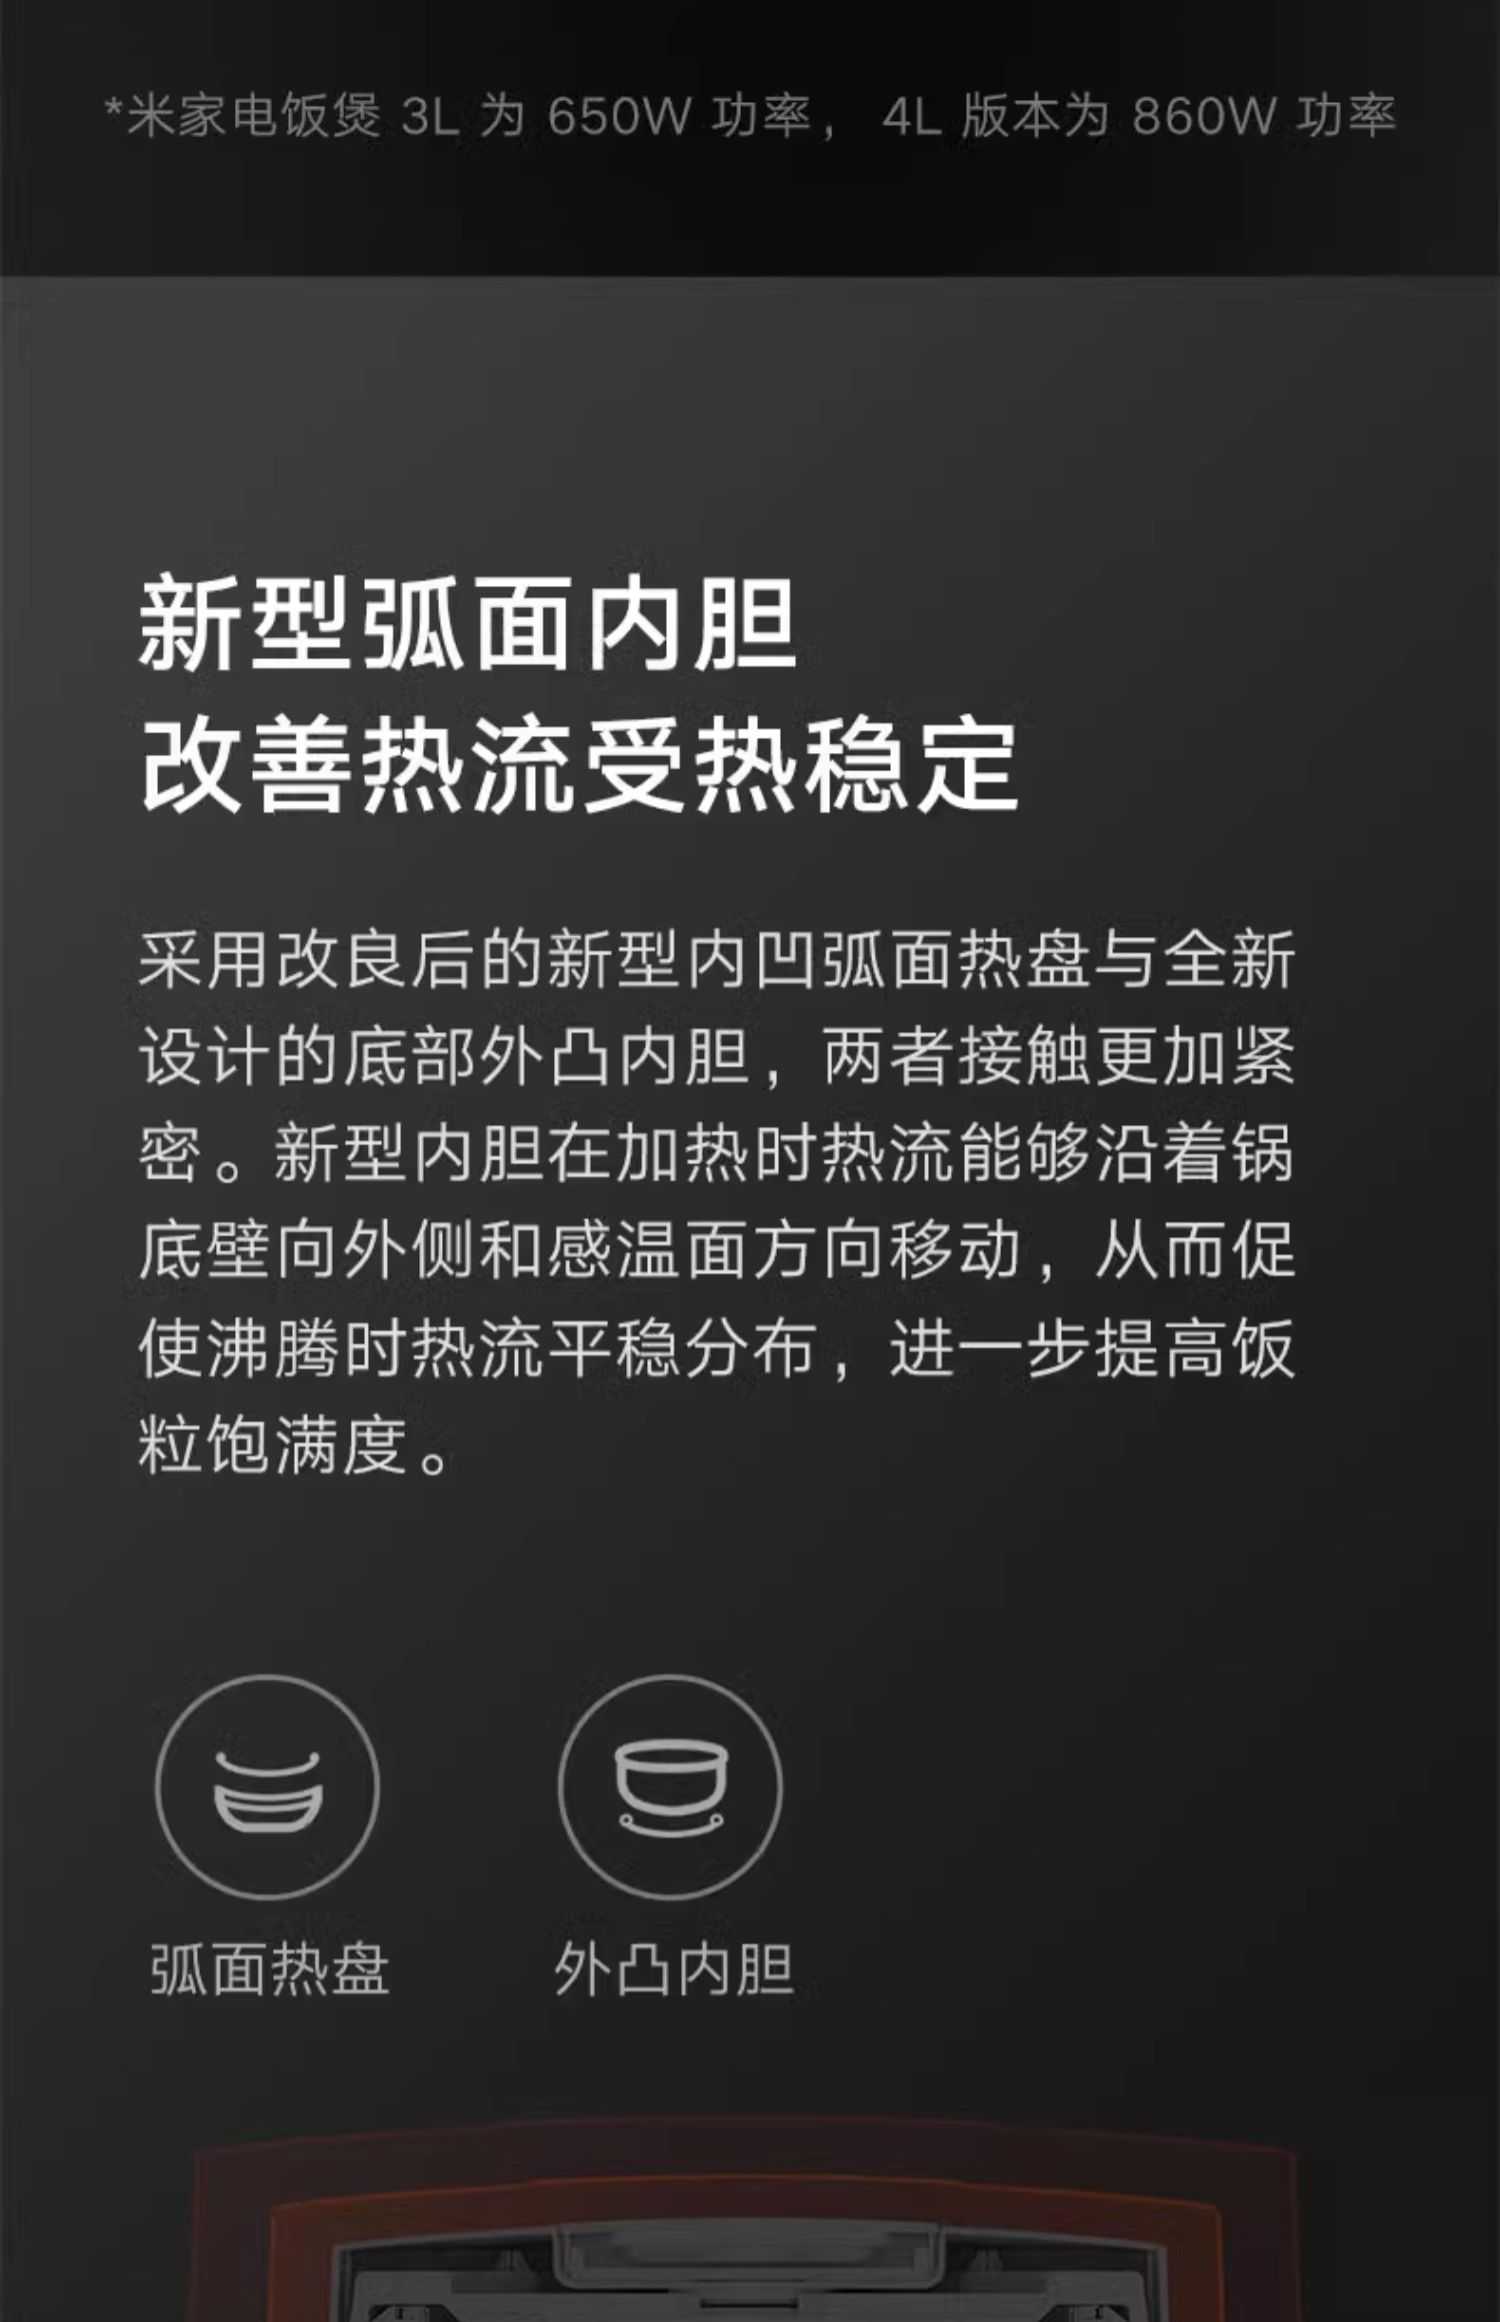 *米家电饭煲 3L 为 650W 功率， 4L 版本为 860W 功率
新型弧面内胆
改善热流受热稳定
采用改良后的新型内凹弧面热盘与全新
设计的底部外凸内胆，两者接触更加紧
密。新型内胆在加热时热流能够沿着锅
底壁向外侧和感温面方向移动，从而促
使沸腾时热流平稳分布，进一步提高饭
粒饱满度。
弧面热盘
外凸内胆